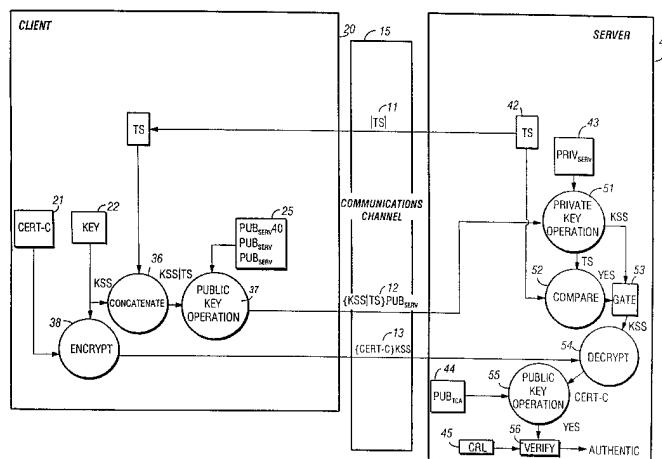 CLIENT
20
15
SERVER
4
11
|TS|
TS
42
TS
43
PRIV_SERV
51
PRIVATE
KEY
OPERATION
21
CERT-C
22
KEY
25
PUB_SERV 40
PUB_SERV
PUB_SERV
COMMUNICATIONS
CHANNEL
KSS
TS
36
KSS
CONCATENATE
KSS|TS
PUBLIC
KEY
OPERATION
37
12
{KSS|TS}PUB_SERV
52
COMPARE
YES
53
GATE
KSS
38
ENCRYPT
13
{CERT-C}KSS
54
DECRYPT
44
PUB_TCA
55
PUBLIC
KEY
OPERATION
CERT-C
YES
45
CRL
56
VERIFY
AUTHENTIC